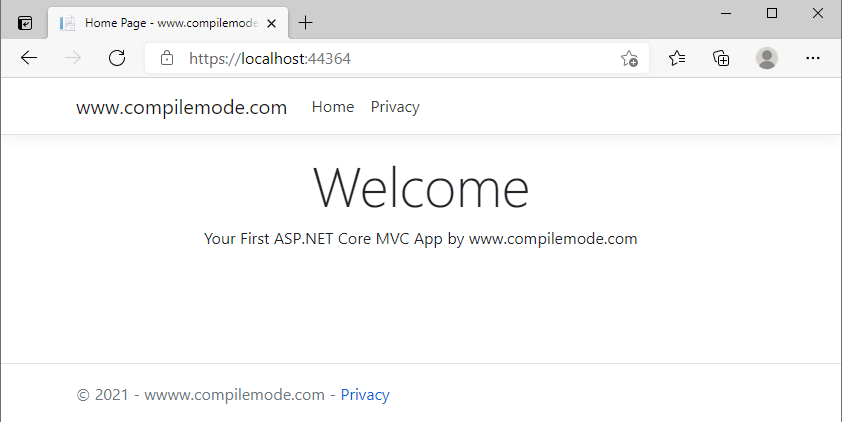 Home Page - www.compilemode
https://localhost:44364
www.compilemode.com Home Privacy
Welcome
Your First ASP.NET Core MVC App by www.compilemode.com
© 2021 - wwww.compilemode.com - Privacy